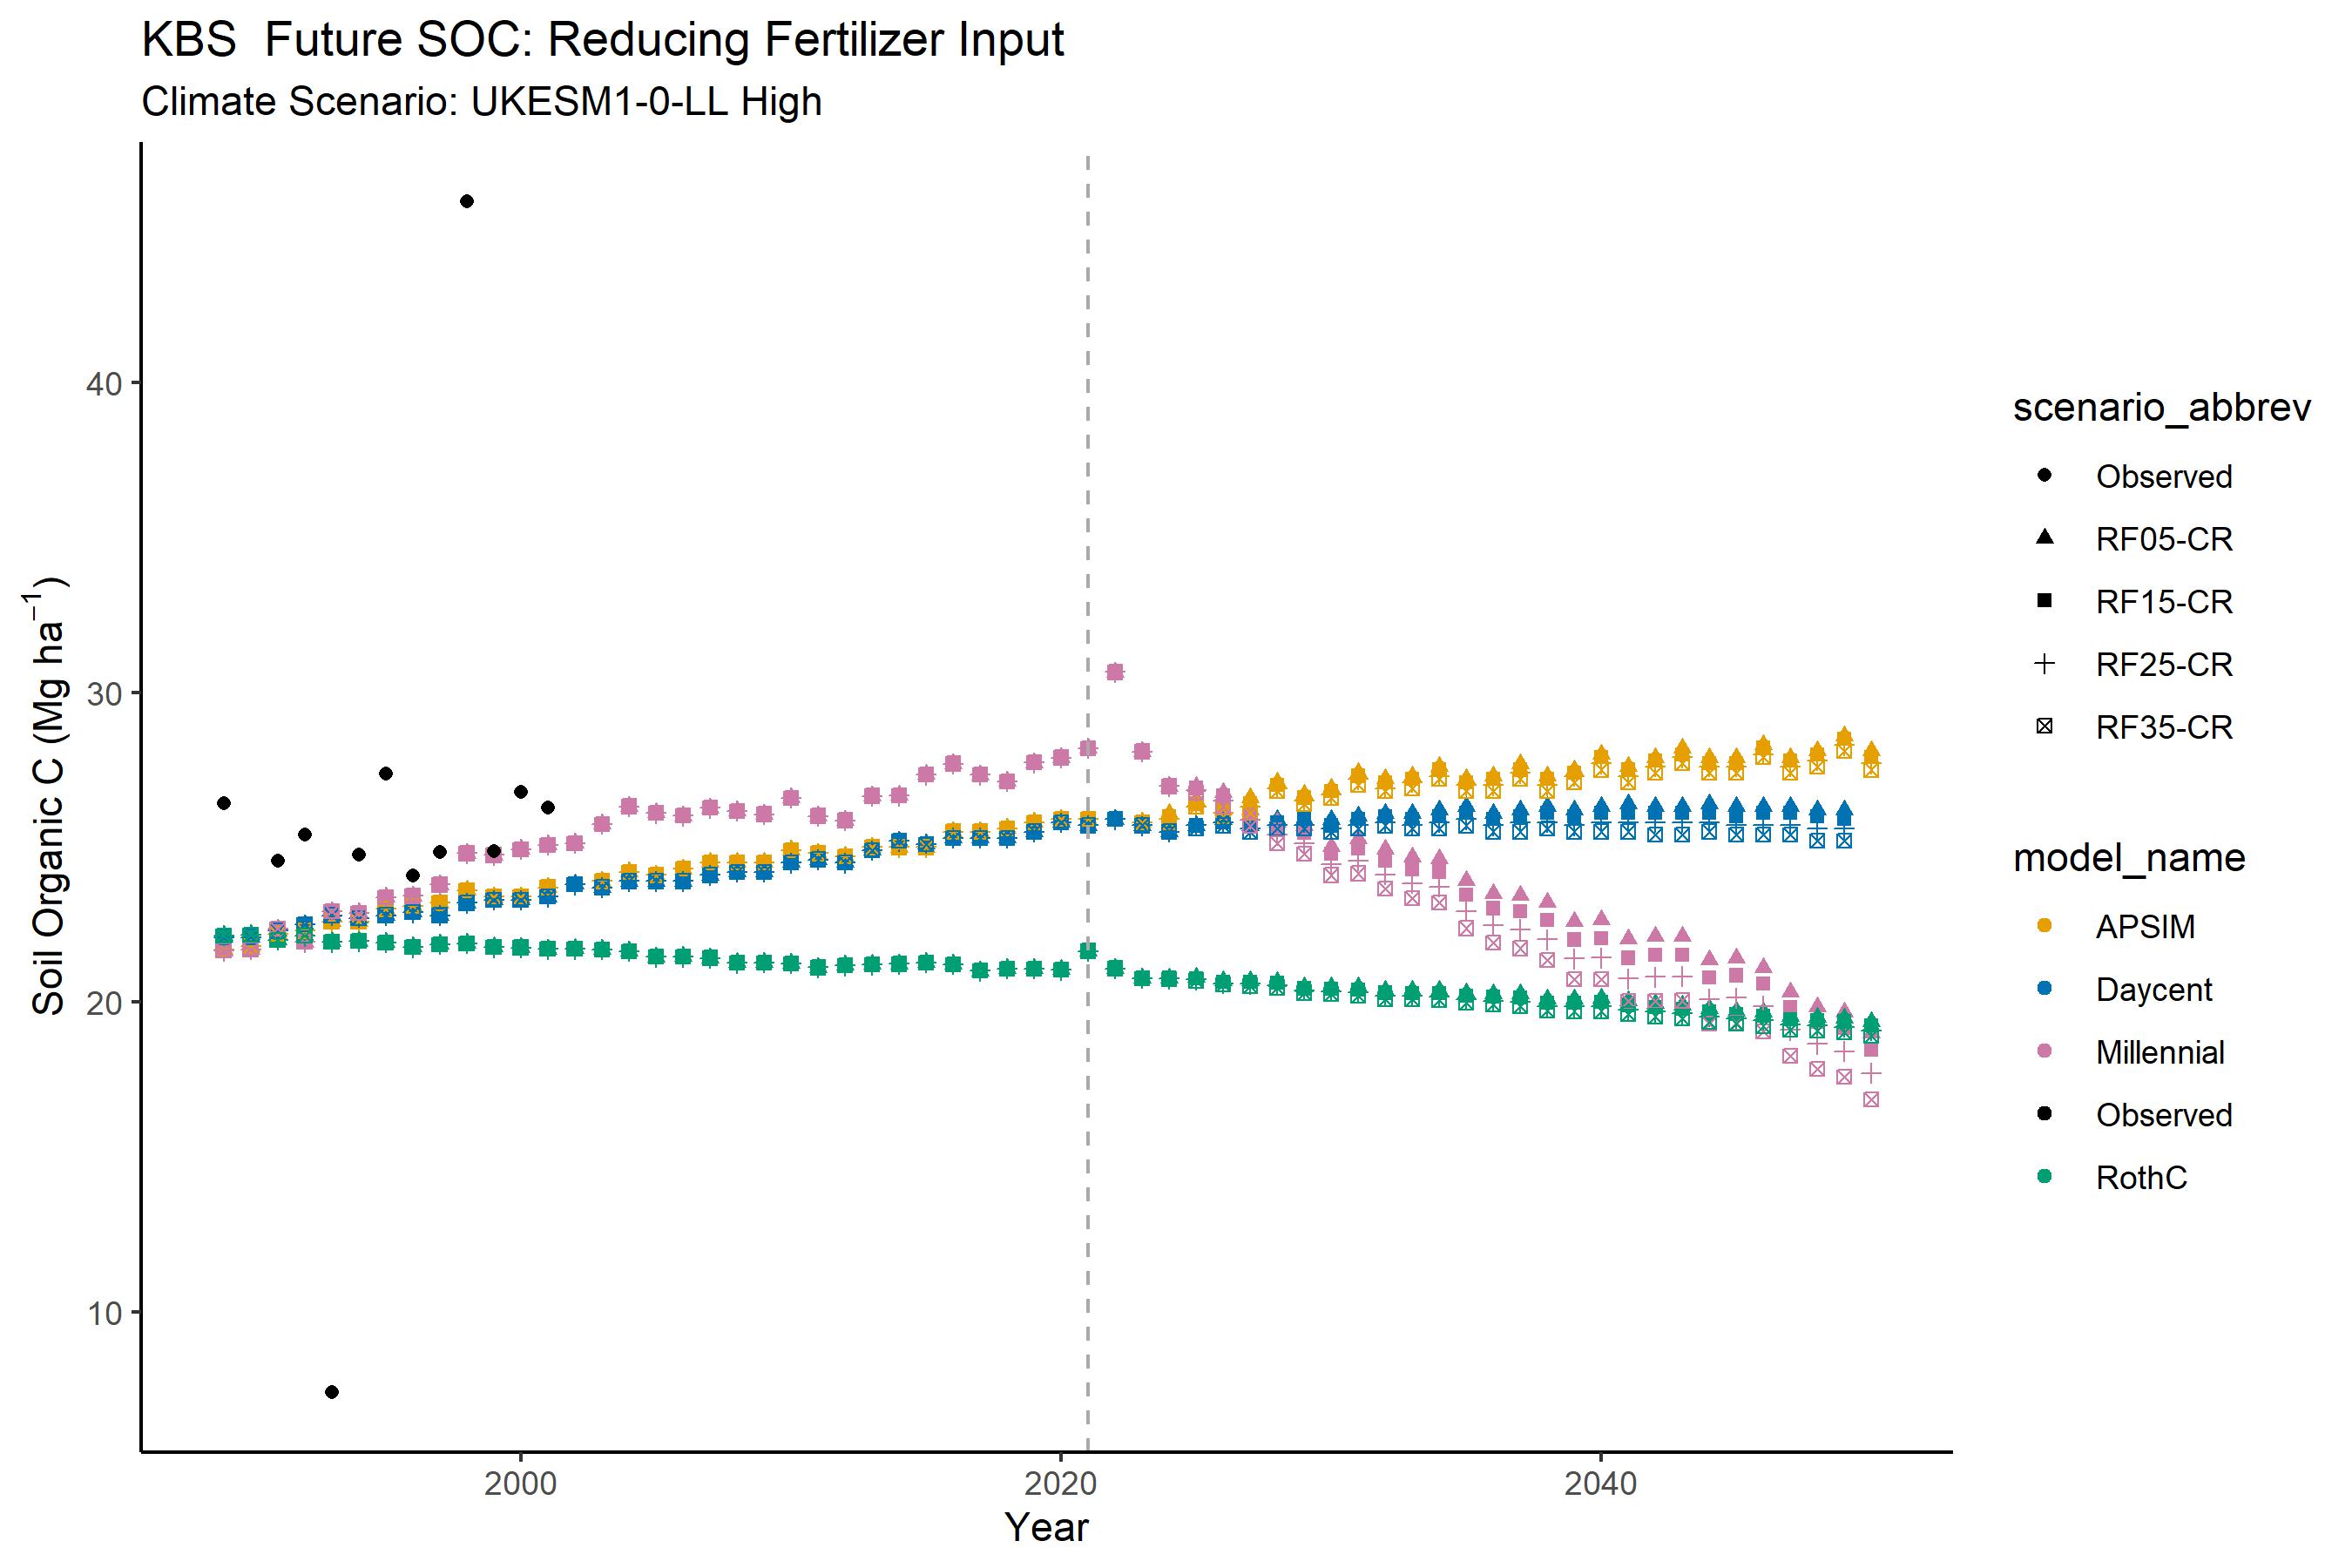 KBS  Future SOC: Reducing Fertilizer Input
Climate Scenario: UKESM1-0-LL High
Soil Organic C (Mg ha⁻¹)
40
30
20
10
2000
2020
2040
Year
scenario_abbrev
Observed
RF05-CR
RF15-CR
RF25-CR
RF35-CR
model_name
APSIM
Daycent
Millennial
Observed
RothC